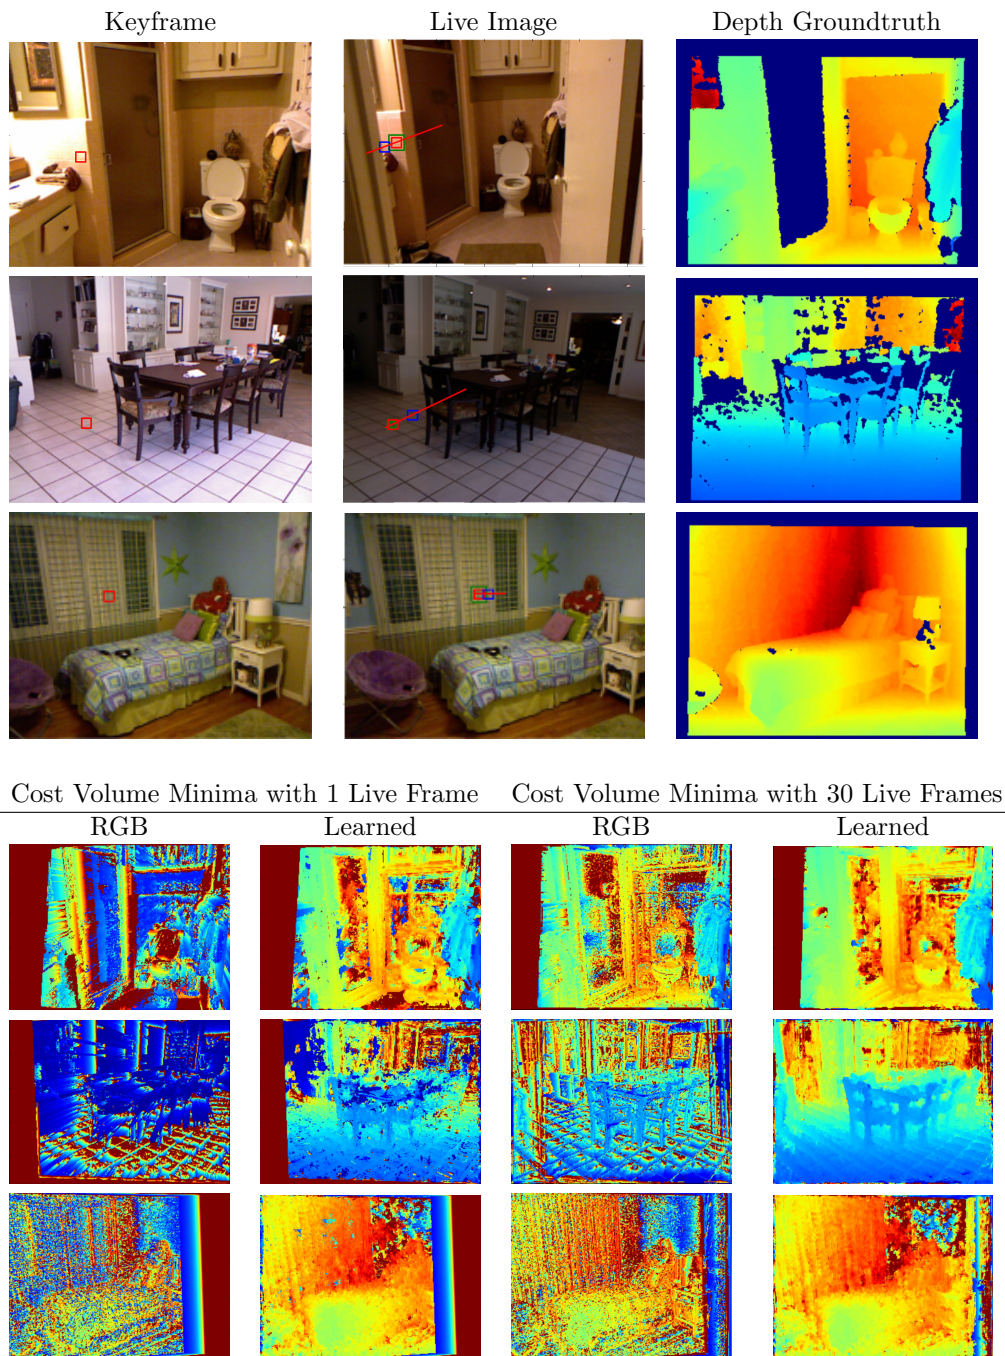 Keyframe Live Image Depth Groundtruth
Cost Volume Minima with 1 Live Frame Cost Volume Minima with 30 Live Frames
RGB Learned RGB Learned